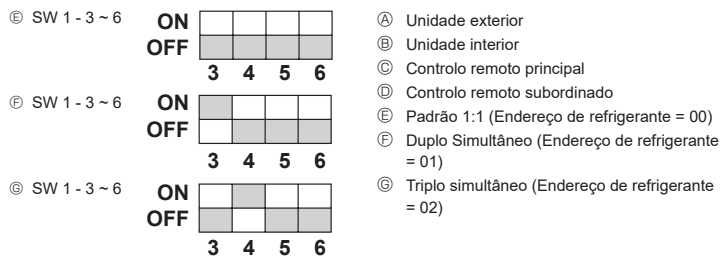 Ⓔ SW 1 - 3 ~ 6
ON
OFF
3 4 5 6
Ⓕ SW 1 - 3 ~ 6
ON
OFF
3 4 5 6
Ⓖ SW 1 - 3 ~ 6
ON
OFF
3 4 5 6
Ⓐ Unidade exterior
Ⓑ Unidade interior
Ⓒ Controlo remoto principal
Ⓓ Controlo remoto subordinado
Ⓔ Padrão 1:1 (Endereço de refrigerante = 00)
Ⓕ Duplo Simultâneo (Endereço de refrigerante
= 01)
Ⓖ Triplo simultâneo (Endereço de refrigerante
= 02)